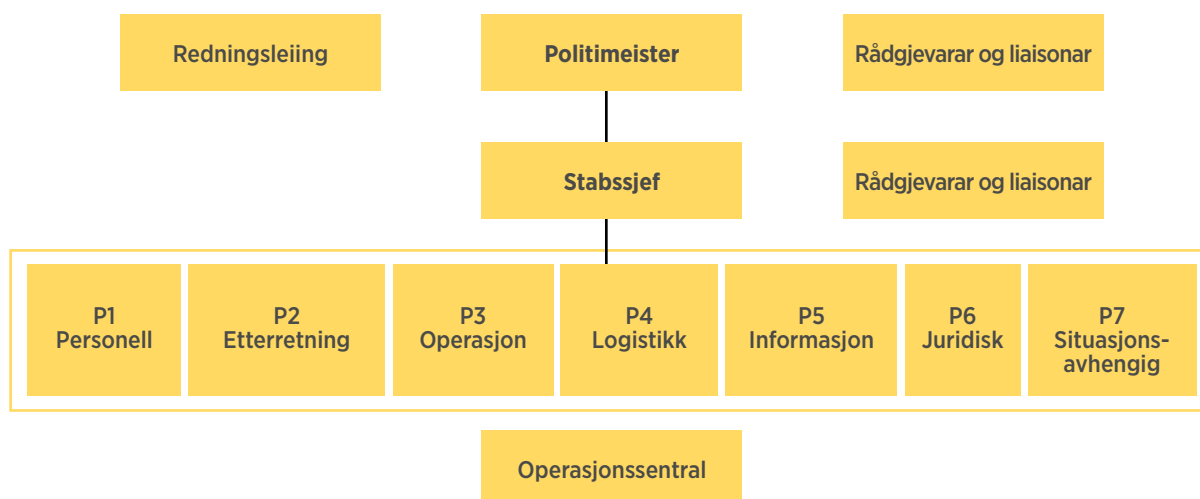 Redningsleiing
Politimeister
Rådgjevarar og liaisonar
Stabssjef
Rådgjevarar og liaisonar
P1
Personell
P2
Etterretning
P3
Operasjon
P4
Logistikk
P5
Informasjon
P6
Juridisk
P7
Situasjons-
avhengig
Operasjonssentral